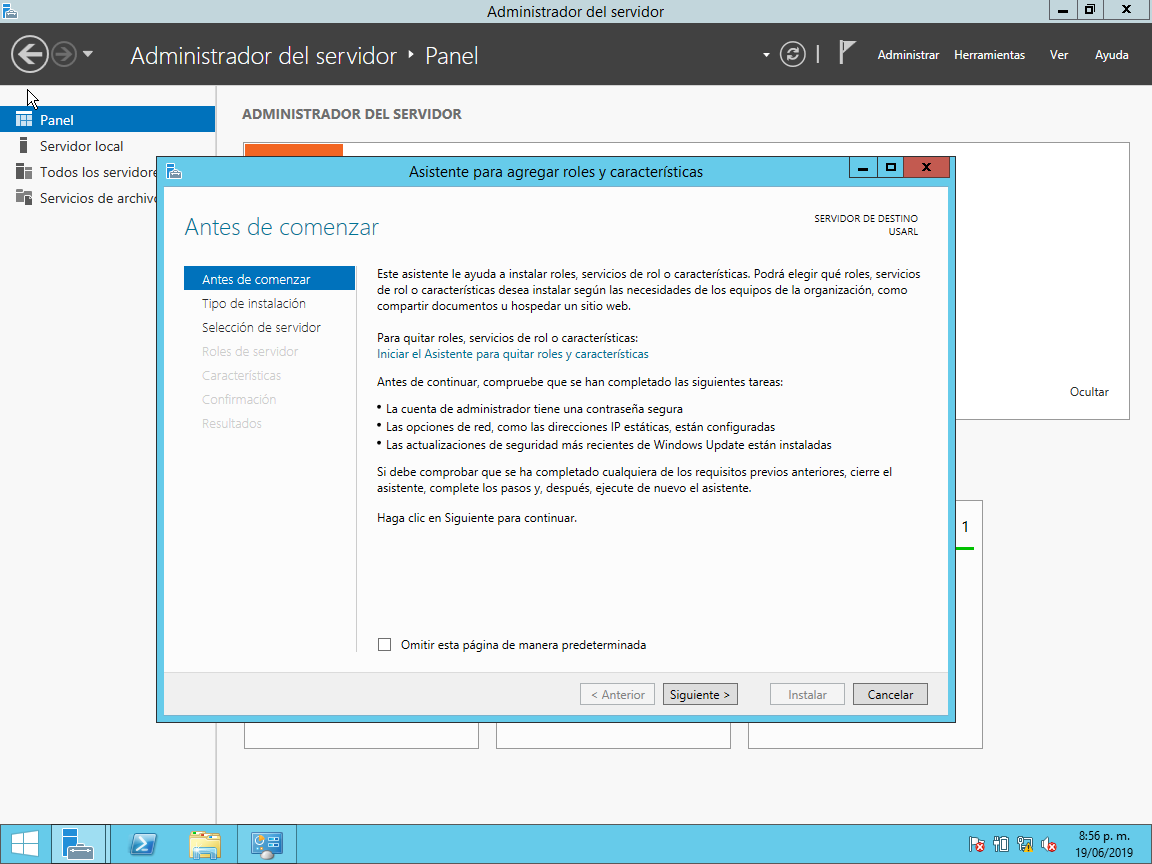 Administrador del servidor
Administrador del servidor
Panel
Administrar
Herramientas
Ver
Ayuda
Panel
Servidor local
Todos los servidore
Servicios de archivo
ADMINISTRADOR DEL SERVIDOR
Asistente para agregar roles y características
Antes de comenzar
SERVIDOR DE DESTINO
USARL
Antes de comenzar
Tipo de instalación
Selección de servidor
Roles de servidor
Características
Confirmación
Resultados
Este asistente le ayuda a instalar roles, servicios de rol o características. Podrá elegir qué roles, servicios
de rol o características desea instalar según las necesidades de los equipos de la organización, como
compartir documentos u hospedar un sitio web.
Para quitar roles, servicios de rol o características:
Iniciar el Asistente para quitar roles y características
Antes de continuar, compruebe que se han completado las siguientes tareas:
• La cuenta de administrador tiene una contraseña segura
• Las opciones de red, como las direcciones IP estáticas, están configuradas
• Las actualizaciones de seguridad más recientes de Windows Update están instaladas
Si debe comprobar que se ha completado cualquiera de los requisitos previos anteriores, cierre el
asistente, complete los pasos y, después, ejecute de nuevo el asistente.
Haga clic en Siguiente para continuar.
Omitir esta página de manera predeterminada
< Anterior
Siguiente >
Instalar
Cancelar
Ocultar
1
8:56 p. m.
19/06/2019